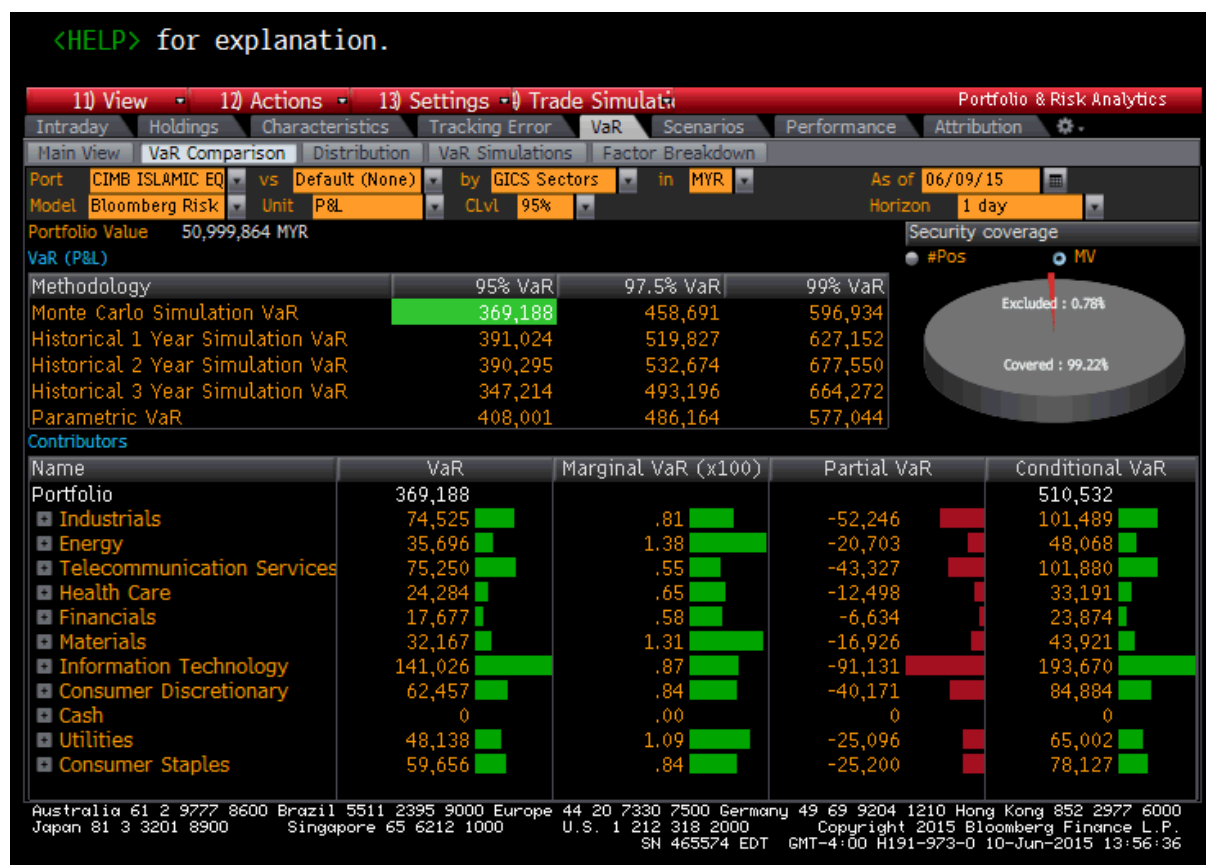 <HELP> for explanation.
11) View 12) Actions 13) Settings Trade Simulati Portfolio & Risk Analytics
Intraday Holdings Characteristics Tracking Error VaR Scenarios Performance Attribution
Main View VaR Comparison Distribution VaR Simulations Factor Breakdown
Port CIMB ISLAMIC EQ vs Default (None) by GICS Sectors in MYR As of 06/09/15
Model Bloomberg Risk Unit P&L CLvl 95% Horizon 1 day
Portfolio Value 50,999,864 MYR Security coverage
VaR (P&L) #Pos MV
Methodology 95% VaR 97.5% VaR 99% VaR
Monte Carlo Simulation VaR 369,188 458,691 596,934 Excluded : 0.78%
Historical 1 Year Simulation VaR 391,024 519,827 627,152
Historical 2 Year Simulation VaR 390,295 532,674 677,550 Covered : 99.22%
Historical 3 Year Simulation VaR 347,214 493,196 664,272
Parametric VaR 408,001 486,164 577,044
Contributors
Name VaR Marginal VaR (x100) Partial VaR Conditional VaR
Portfolio 369,188 510,532
Industrials 74,525 .81 -52,246 101,489
Energy 35,696 1.38 -20,703 48,068
Telecommunication Services 75,250 .55 -43,327 101,880
Health Care 24,284 .65 -12,498 33,191
Financials 17,677 .58 -6,634 23,874
Materials 32,167 1.31 -16,926 43,921
Information Technology 141,026 .87 -91,131 193,670
Consumer Discretionary 62,457 .84 -40,171 84,884
Cash 0 .00 0 0
Utilities 48,138 1.09 -25,096 65,002
Consumer Staples 59,656 .84 -25,200 78,127
Australia 61 2 9777 8600 Brazil 5511 2395 9000 Europe 44 20 7330 7500 Germany 49 69 9204 1210 Hong Kong 852 2977 6000
Japan 81 3 3201 8900 Singapore 65 6212 1000 U.S. 1 212 318 2000 Copyright 2015 Bloomberg Finance L.P.
SN 465574 EDT GMT-4:00 H191-973-0 10-Jun-2015 13:56:36